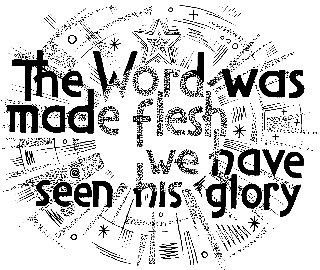 The Word was
made flesh
we have
seen his glory